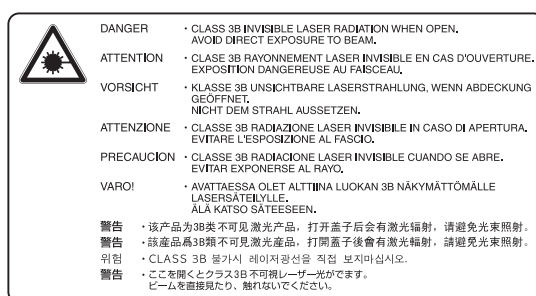 DANGER ・CLASS 3B INVISIBLE LASER RADIATION WHEN OPEN.
AVOID DIRECT EXPOSURE TO BEAM.
ATTENTION ・CLASE 3B RAYONNEMENT LASER INVISIBLE EN CAS D'OUVERTURE.
EXPOSITION DANGEREUSE AU FAISCEAU.
VORSICHT ・KLASSE 3B UNSICHTBARE LASERSTRAHLUNG, WENN ABDECKUNG
GEÖFFNET.
NICHT DEM STRAHL AUSSETZEN.
ATTENZIONE ・CLASSE 3B RADIAZIONE LASER INVISIBILE IN CASO DI APERTURA.
EVITARE L'ESPOSIZIONE AL FASCIO.
PRECAUCION ・CLASSE 3B RADIACIONE LASER INVISIBLE CUANDO SE ABRE.
EVITAR EXPONERSE AL RAYO.
VARO! ・AVATTAESSA OLET ALTTIINA LUOKAN 3B NÄKYMÄTTÖMÄLLE
LASERSÄTEILYLLE.
ÄLÄ KATSO SÄTEESEEN.
警告 ・该产品为3B类不可见激光产品，打开盖子后会有激光辐射，请避免光束照射。
警告 ・該産品爲3B類不可見激光産品，打開蓋子後會有激光輻射，請避免光束照射。
위험 ・CLASS 3B 불가시 레이저광선을 직접 보지마십시오.
警告 ・ここを開くとクラス3B 不可視レーザー光がでます。
ビームを直接見たり、触れないでください。